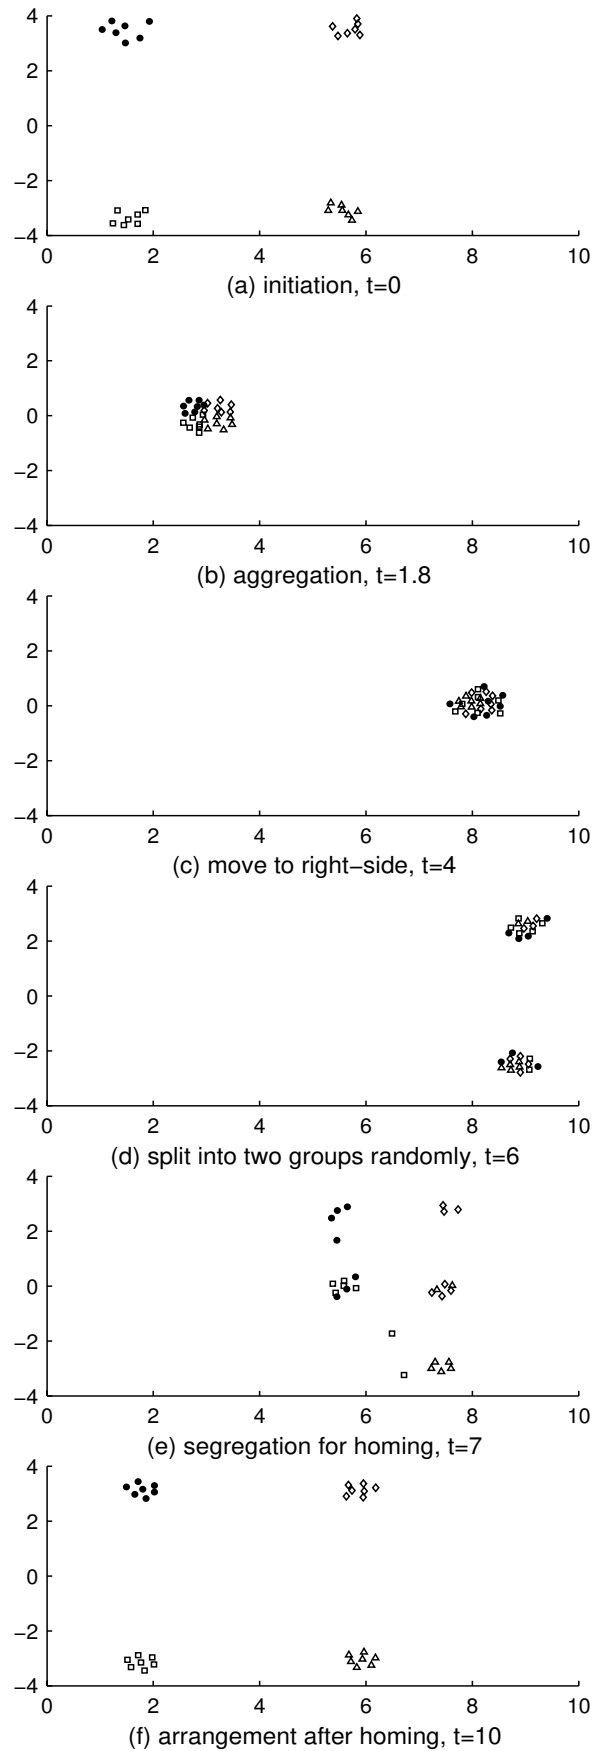 4
2
0
−2
−4
0 2 4 6 8 10
(a) initiation, t=0
4
2
0
−2
−4
0 2 4 6 8 10
(b) aggregation, t=1.8
4
2
0
−2
−4
0 2 4 6 8 10
(c) move to right−side, t=4
4
2
0
−2
−4
0 2 4 6 8 10
(d) split into two groups randomly, t=6
4
2
0
−2
−4
0 2 4 6 8 10
(e) segregation for homing, t=7
4
2
0
−2
−4
0 2 4 6 8 10
(f) arrangement after homing, t=10